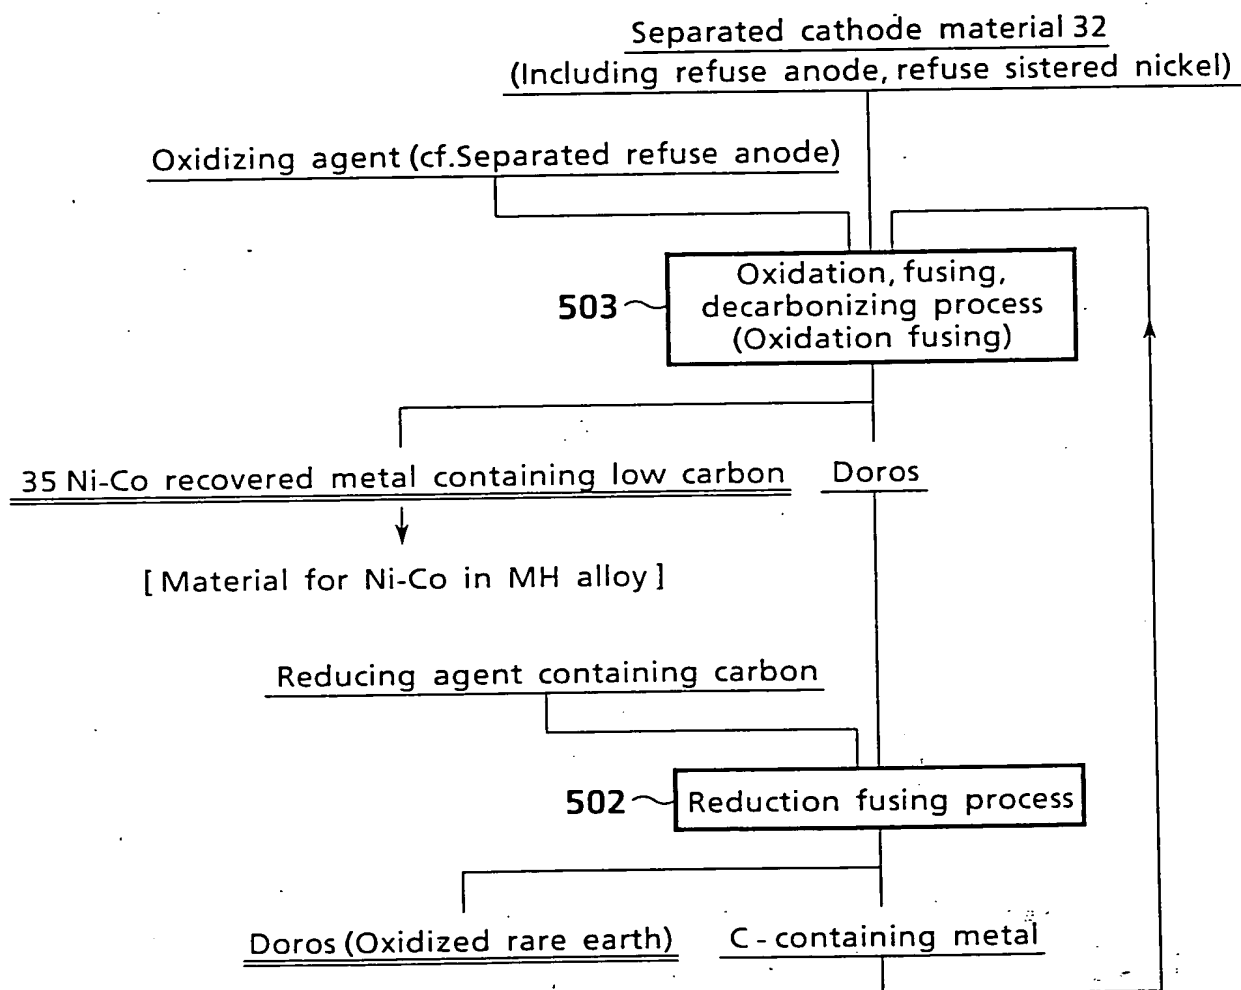 Separated cathode material 32
(Including refuse anode, refuse sistered nickel)
Oxidizing agent (cf.Separated refuse anode)
503
Oxidation, fusing,
decarbonizing process
(Oxidation fusing)
35 Ni-Co recovered metal containing low carbon
Doros
[ Material for Ni-Co in MH alloy ]
Reducing agent containing carbon
502
Reduction fusing process
Doros (Oxidized rare earth)
C - containing metal